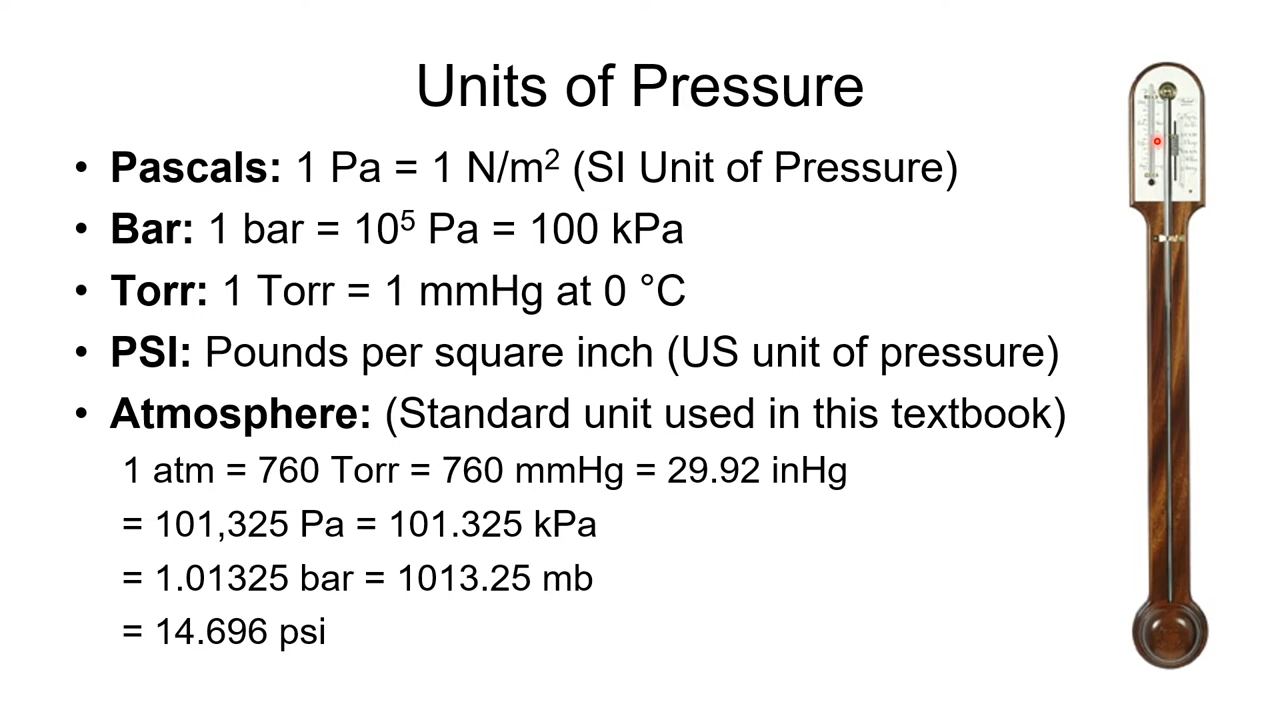 Units of Pressure
• Pascals: 1 Pa = 1 N/m² (SI Unit of Pressure)
• Bar: 1 bar = 10⁵ Pa = 100 kPa
• Torr: 1 Torr = 1 mmHg at 0 °C
• PSI: Pounds per square inch (US unit of pressure)
• Atmosphere: (Standard unit used in this textbook)
1 atm = 760 Torr = 760 mmHg = 29.92 inHg
= 101,325 Pa = 101.325 kPa
= 1.01325 bar = 1013.25 mb
= 14.696 psi